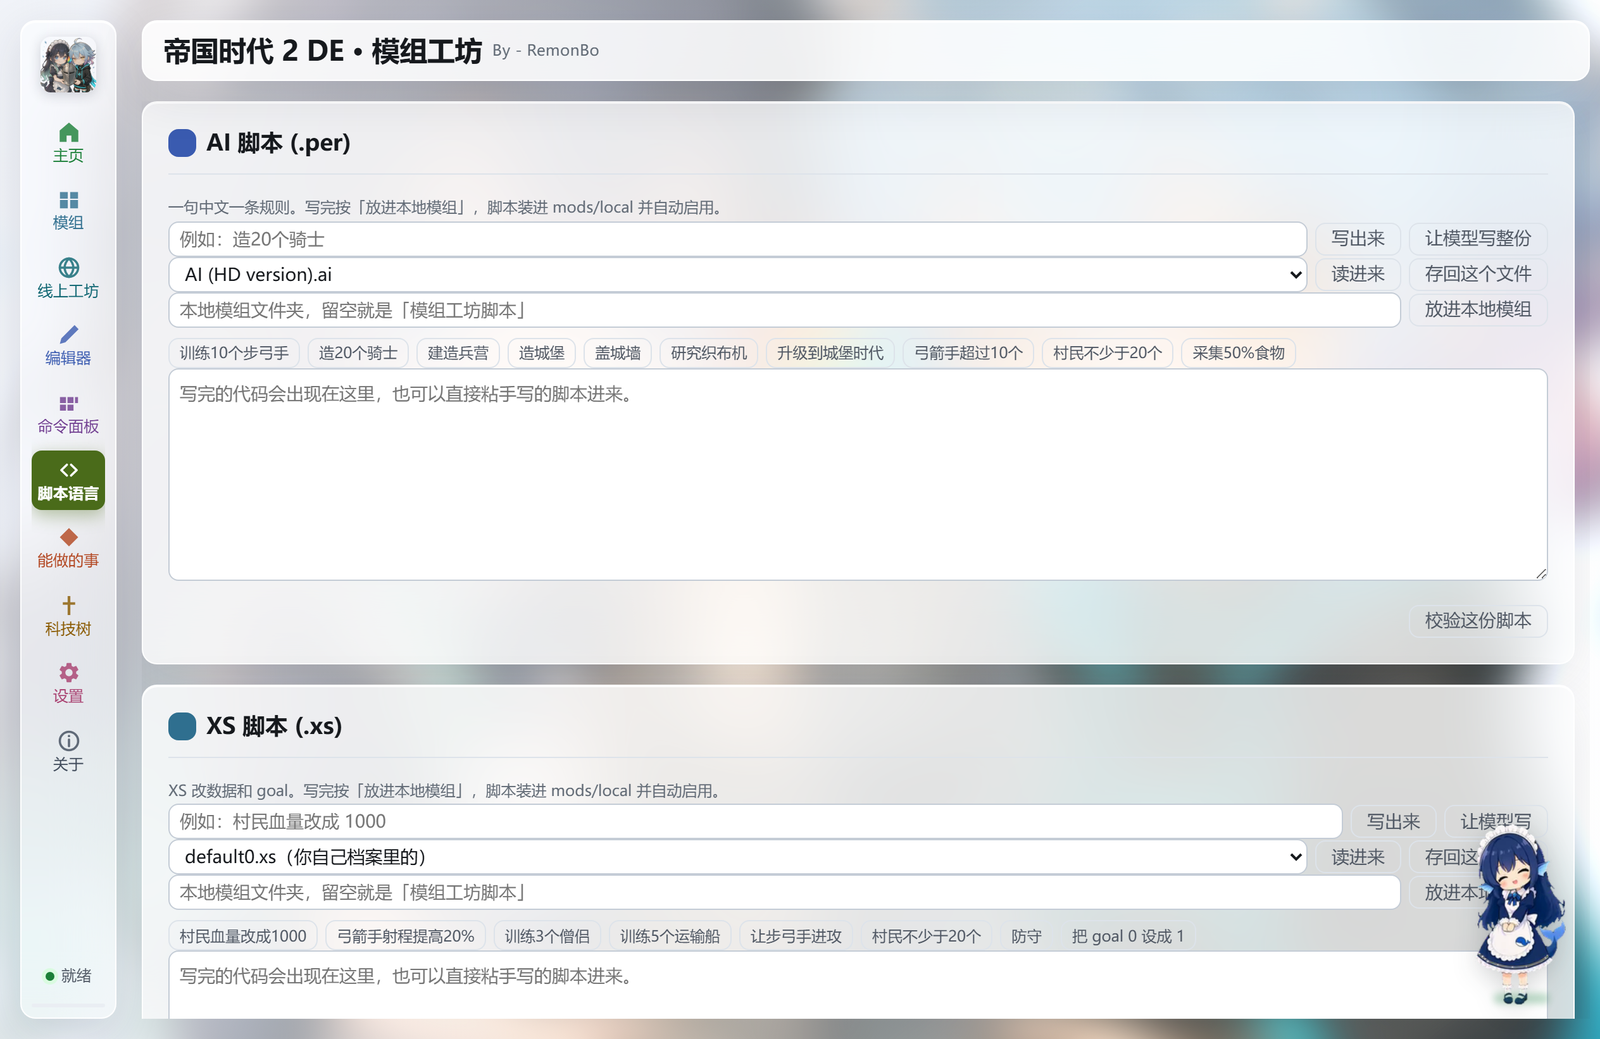 帝国时代 2 DE • 模组工坊 By - RemonBo
主页
模组
线上工坊
编辑器
命令面板
脚本语言
能做的事
科技树
设置
关于
就绪
AI 脚本 (.per)
一句中文一条规则。写完按「放进本地模组」，脚本装进 mods/local 并自动启用。
例如：造20个骑士 写出来 让模型写整份
AI (HD version).ai 读进来 存回这个文件
本地模组文件夹，留空就是「模组工坊脚本」 放进本地模组
训练10个步弓手 造20个骑士 建造兵营 造城堡 盖城墙 研究织布机 升级到城堡时代 弓箭手超过10个 村民不少于20个 采集50%食物
写完的代码会出现在这里，也可以直接粘手写的脚本进来。
校验这份脚本
XS 脚本 (.xs)
XS 改数据和 goal。写完按「放进本地模组」，脚本装进 mods/local 并自动启用。
例如：村民血量改成 1000 写出来 让模型写
default0.xs（你自己档案里的） 读进来 存回这
本地模组文件夹，留空就是「模组工坊脚本」 放进本
村民血量改成1000 弓箭手射程提高20% 训练3个僧侣 训练5个运输船 让步弓手进攻 村民不少于20个 防守 把 goal 0 设成 1
写完的代码会出现在这里，也可以直接粘手写的脚本进来。